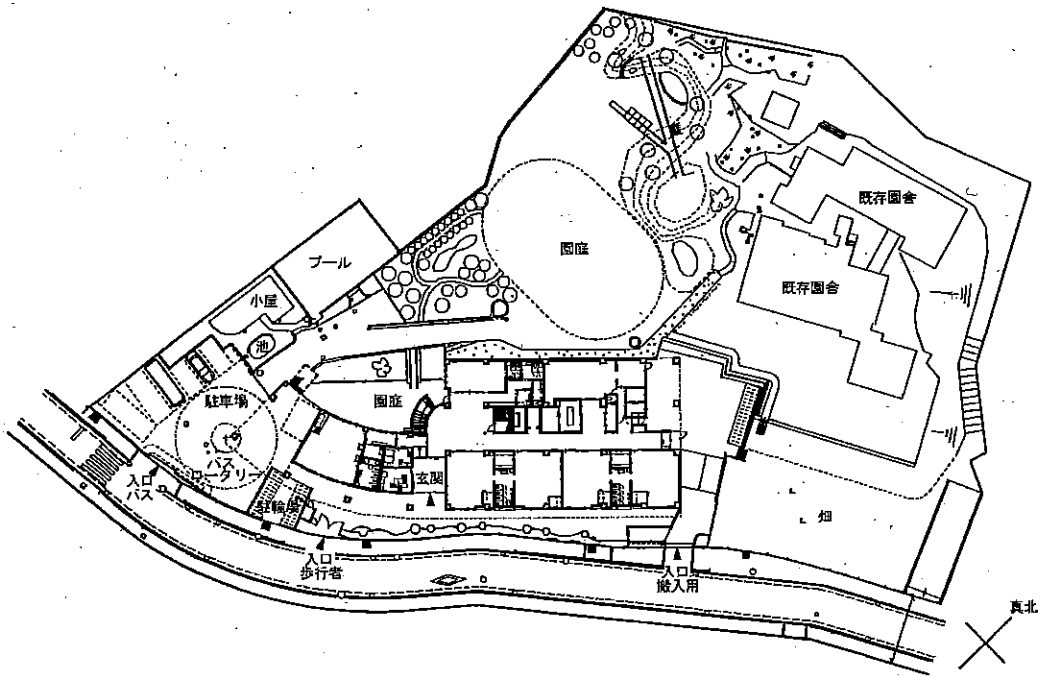 既存園舎
園庭
既存園舎
プール
小屋
池
駐車場
園庭
バス
ロータリー
玄関
入口
バス
駐輪場
畑
入口
歩行者
入口
搬入用
真北